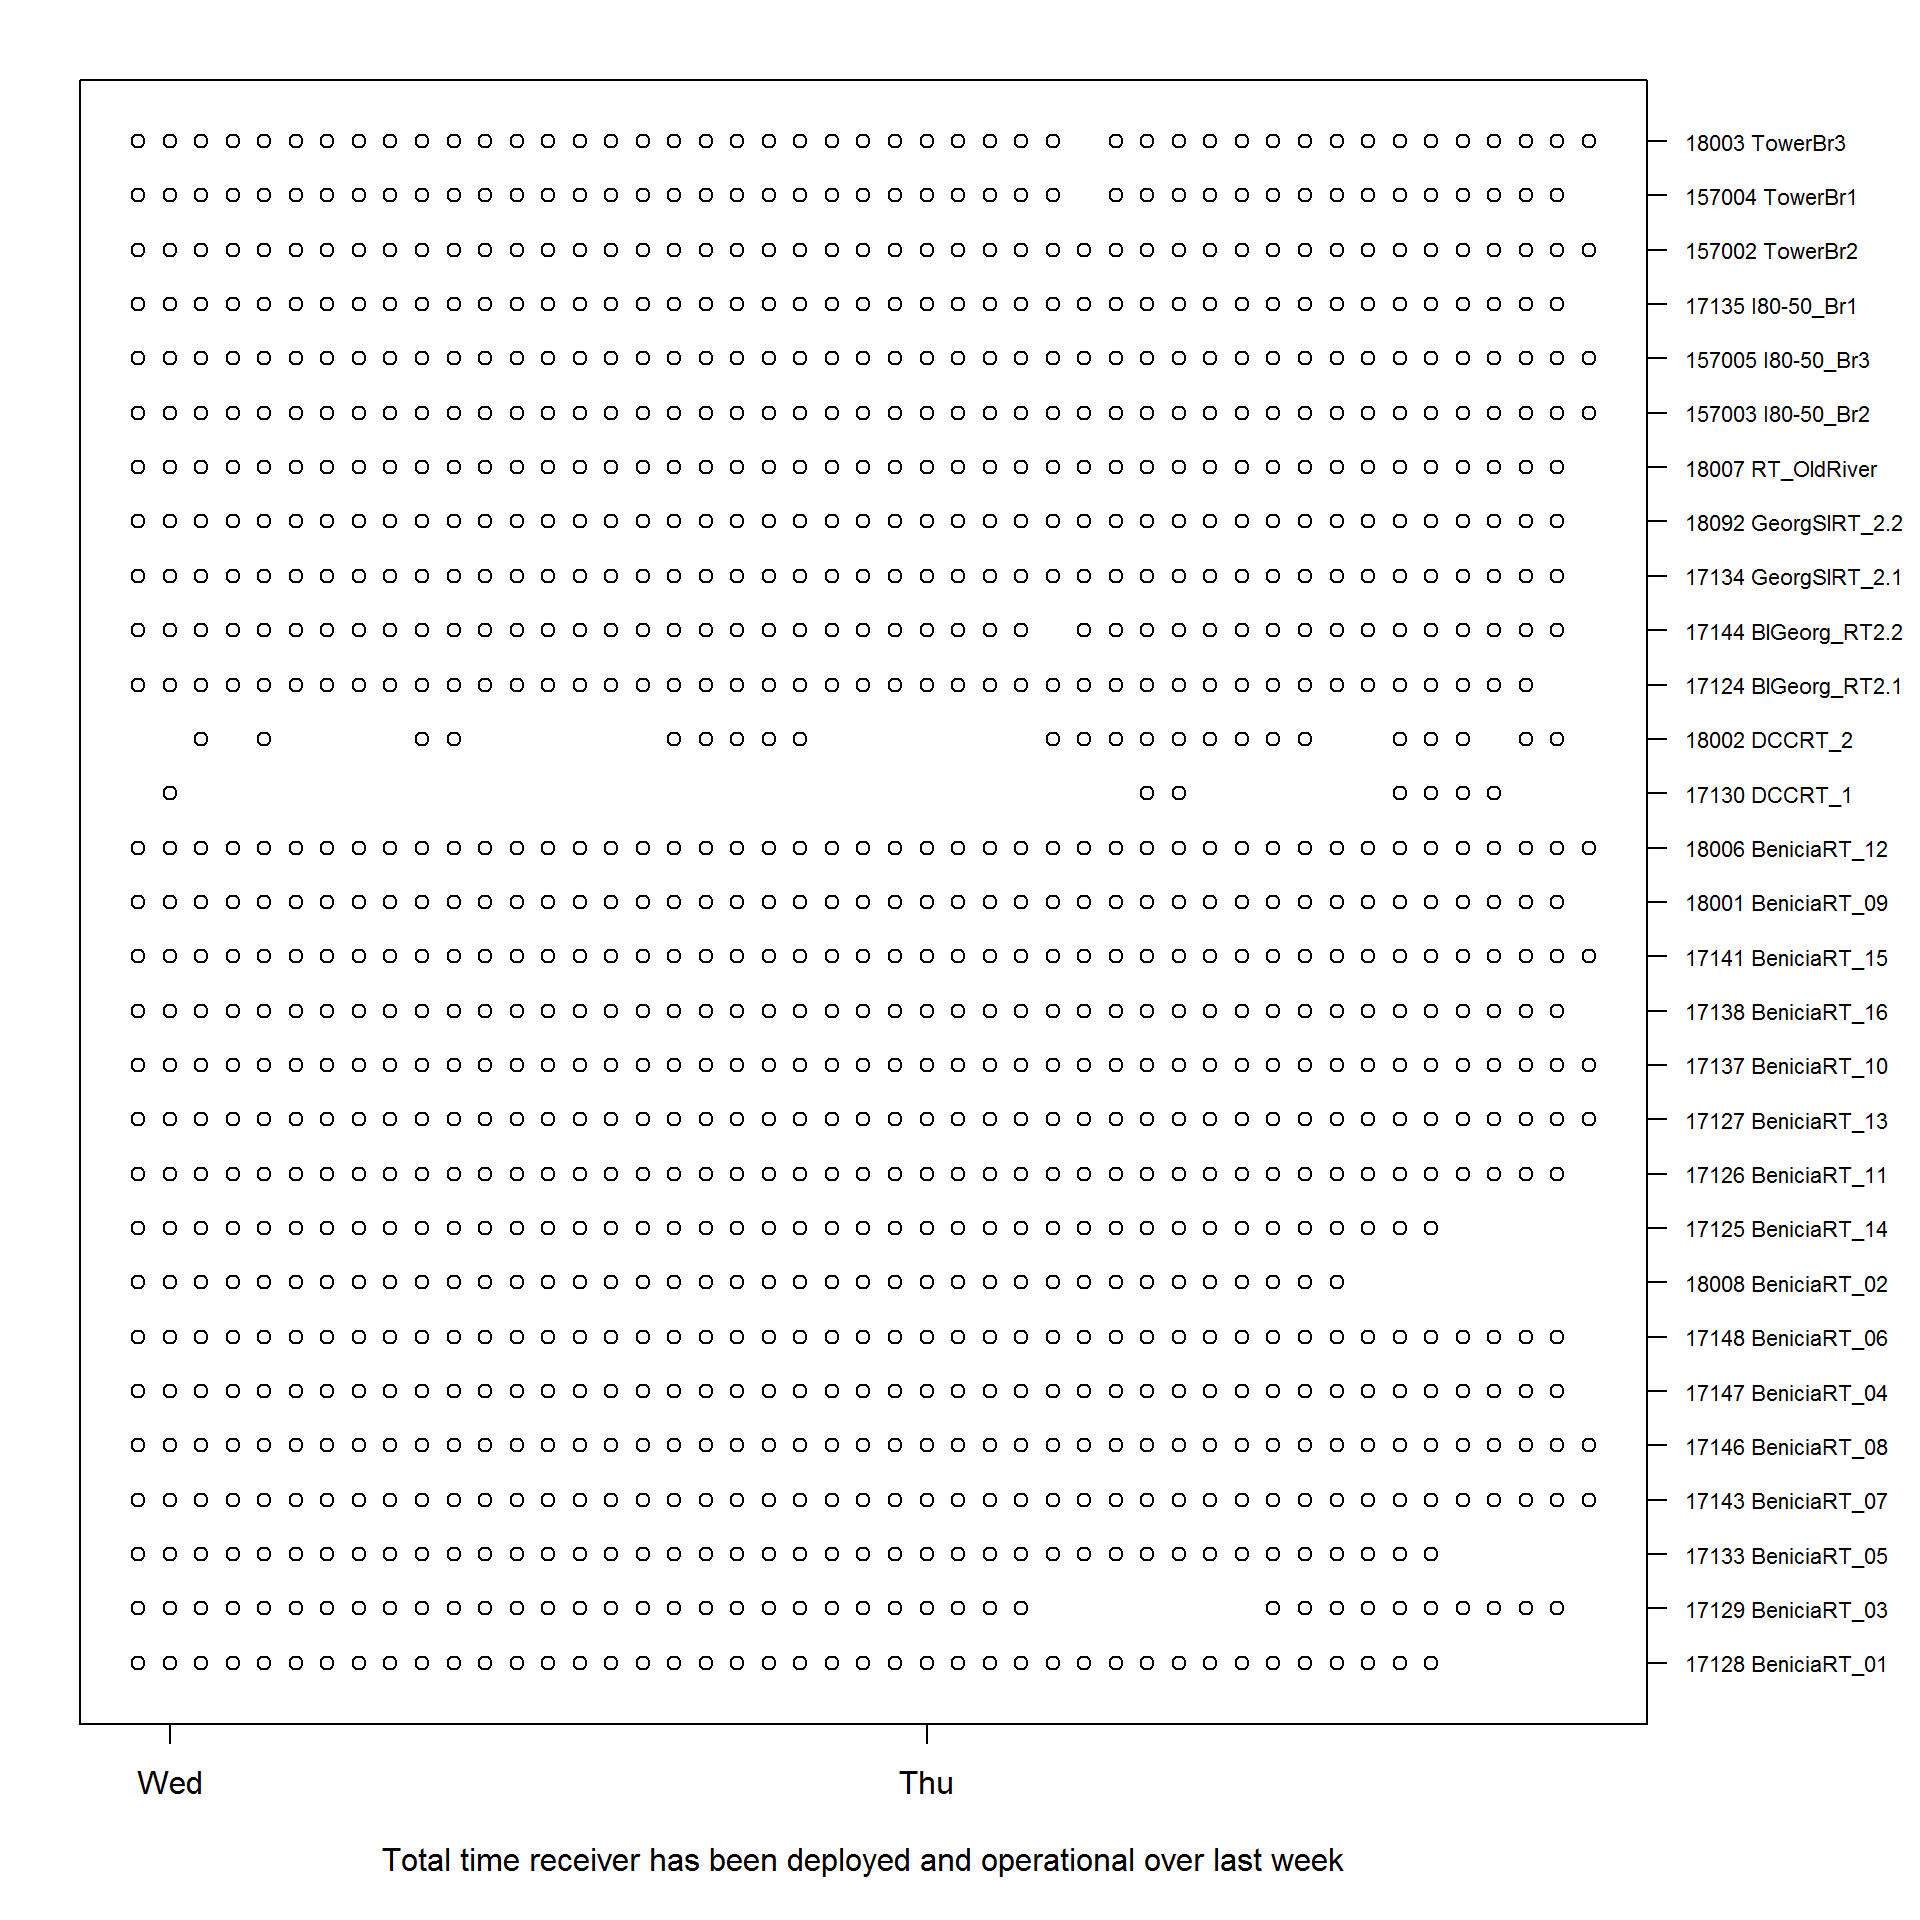 18003 TowerBr3
157004 TowerBr1
157002 TowerBr2
17135 I80-50_Br1
157005 I80-50_Br3
157003 I80-50_Br2
18007 RT_OldRiver
18092 GeorgSlRT_2.2
17134 GeorgSlRT_2.1
17144 BlGeorg_RT2.2
17124 BlGeorg_RT2.1
18002 DCCRT_2
17130 DCCRT_1
18006 BeniciaRT_12
18001 BeniciaRT_09
17141 BeniciaRT_15
17138 BeniciaRT_16
17137 BeniciaRT_10
17127 BeniciaRT_13
17126 BeniciaRT_11
17125 BeniciaRT_14
18008 BeniciaRT_02
17148 BeniciaRT_06
17147 BeniciaRT_04
17146 BeniciaRT_08
17143 BeniciaRT_07
17133 BeniciaRT_05
17129 BeniciaRT_03
17128 BeniciaRT_01
Wed Thu
Total time receiver has been deployed and operational over last week